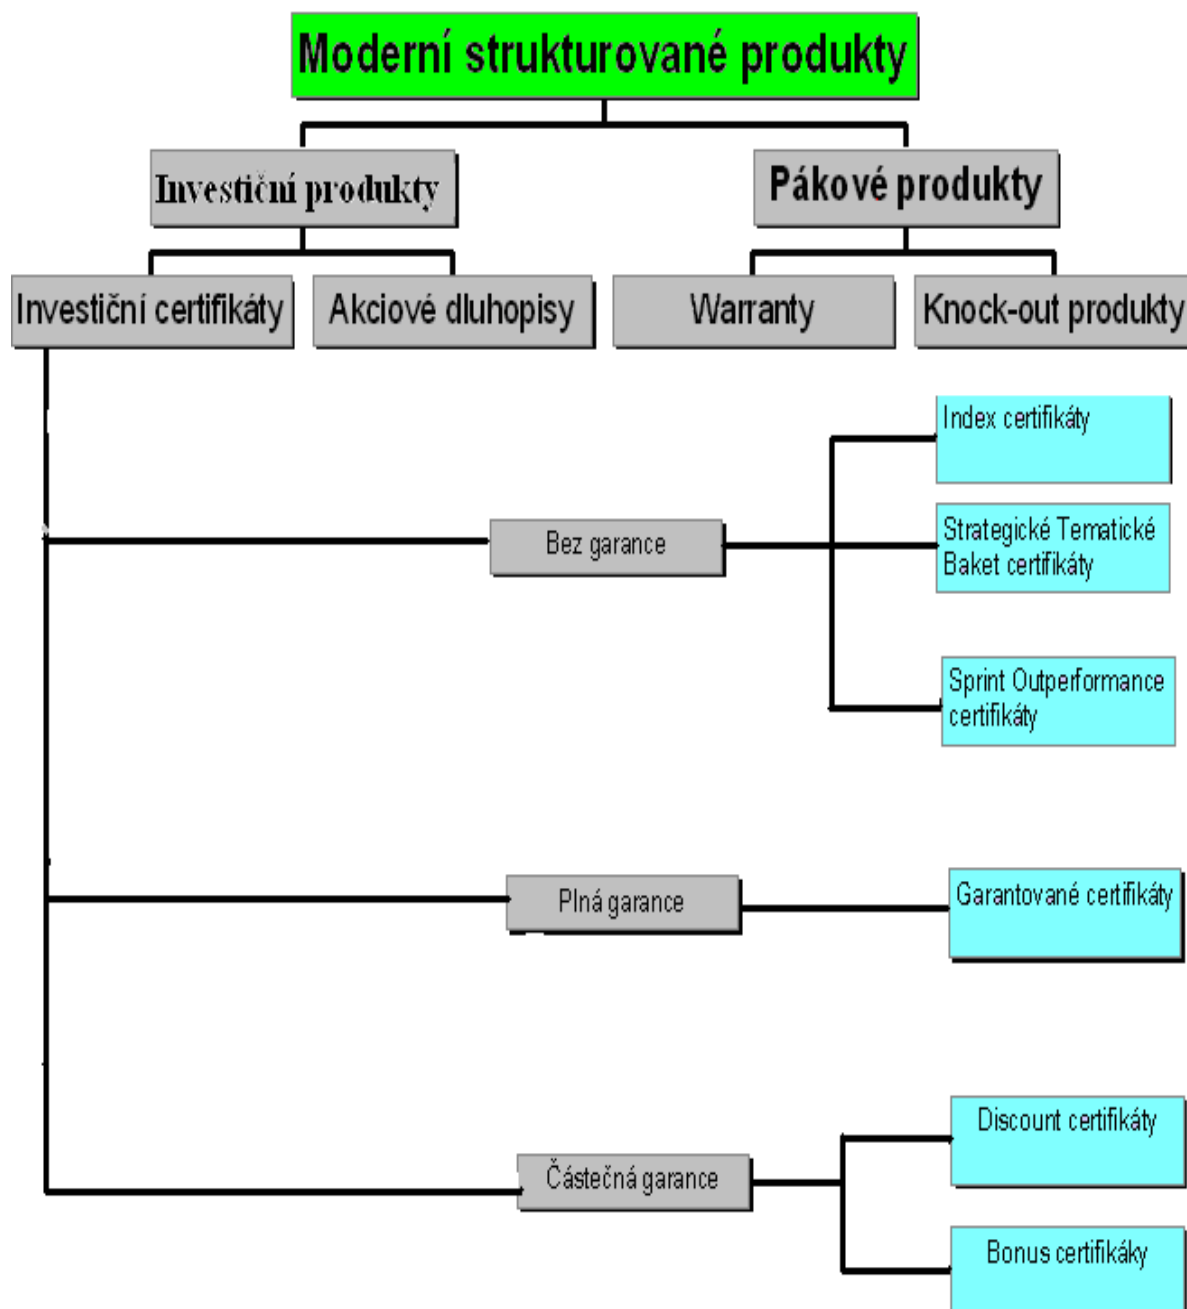 Moderní strukturované produkty
Investiční produkty
Pákové produkty
Investiční certifikáty
Akciové dluhopisy
Warranty
Knock-out produkty
Index certifikáty
Bez garance
Strategické Tematické
Baket certifikáty
Sprint Outperformance
certifikáty
Plná garance
Garantované certifikáty
Částečná garance
Discount certifikáty
Bonus certifikáky